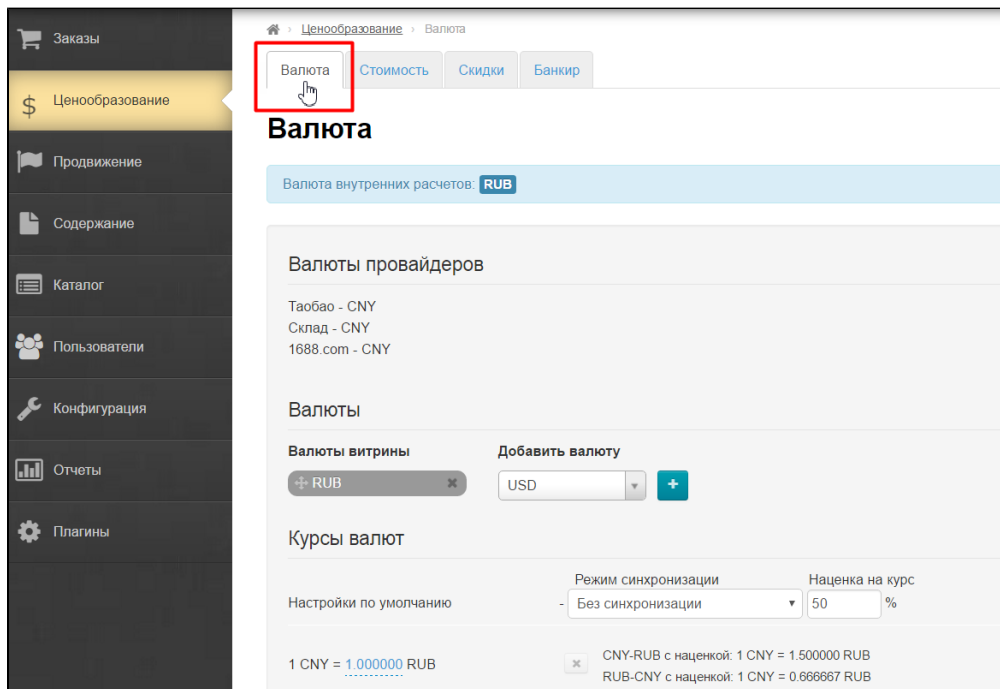 Заказы
Ценообразование
Продвижение
Содержание
Каталог
Пользователи
Конфигурация
Отчеты
Плагины
Ценообразование › Валюта
Валюта Стоимость Скидки Банкир
Валюта
Валюта внутренних расчетов: RUB
Валюты провайдеров
Таобао - CNY
Склад - CNY
1688.com - CNY
Валюты
Валюты витрины Добавить валюту
RUB USD +
Курсы валют
Режим синхронизации Наценка на курс
Настройки по умолчанию - Без синхронизации 50 %
1 CNY = 1.000000 RUB
CNY-RUB с наценкой: 1 CNY = 1.500000 RUB
RUB-CNY с наценкой: 1 CNY = 0.666667 RUB